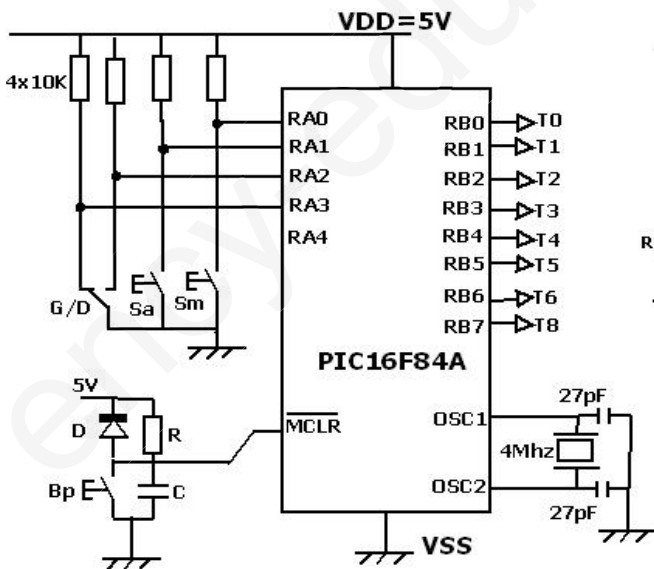 VDD=5V
4x10K
RA0
RA1
RA2
RA3
RA4
G/D
Sa
Sm
RB0
T0
RB1
T1
RB2
T2
RB3
T3
RB4
T4
RB5
T5
RB6
T6
RB7
T8
R
PIC16F84A
5V
D
R
MCLR
Bp
C
OSC1
27pF
4Mhz
OSC2
27pF
VSS